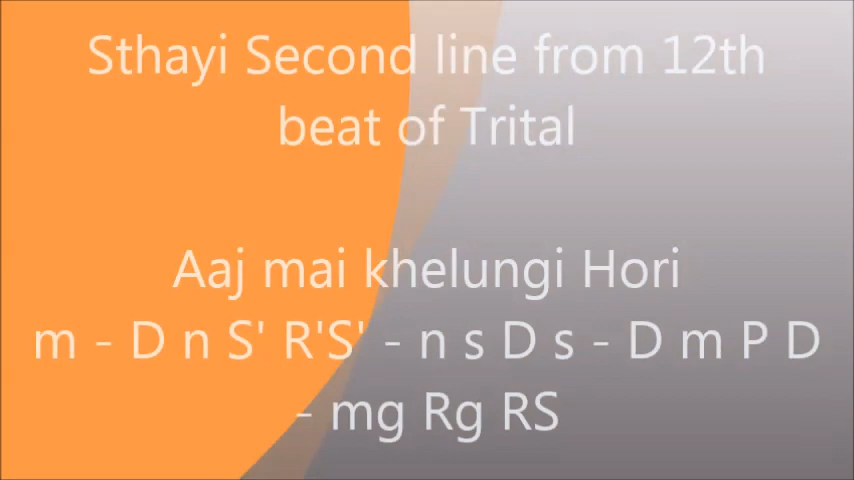 Sthayi Second line from 12th
beat of Trital
Aaj mai khelungi Hori
m - D n S' R'S' - n s D s - D m P D
- mg Rg RS